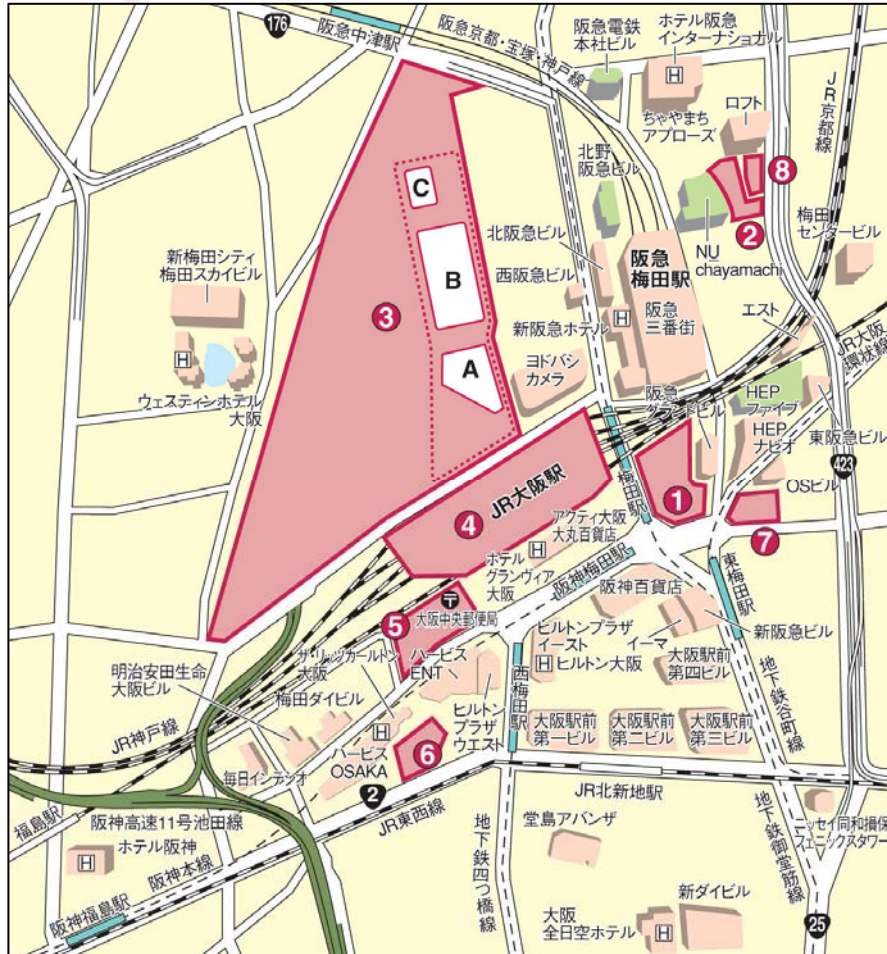 176
阪急中津駅
阪急京都・宝塚・神戸線
阪急電鉄
本社ビル
ホテル阪急
インターナショナル
H
ちゃやまち
アプローズ
ロフト
JR京都線
北野
阪急ビル
8
2
NU
chayamachi
梅田
センタービル
C
B
A
3
新梅田シティ
梅田スカイビル
H
ウェスティンホテル
大阪
北阪急ビル
西阪急ビル
阪急
梅田駅
新阪急ホテル
H
阪急
三番街
エスト
JR大阪
環状線
ヨドバシ
カメラ
阪急
グランドビル
HEP
ファイブ
HEP
ナビオ
東阪急ビル
423
OSビル
梅田駅
1
7
JR大阪駅
4
アクティ大阪
大丸百貨店
H
ホテル
グランヴィア
大阪
阪神梅田駅
阪神百貨店
東梅田駅
〒
大阪中央郵便局
5
ザ・リッツカールトン
大阪
ハービス
ENT
ヒルトンプラザ
イースト
H
ヒルトン大阪
イーマ
新阪急ビル
大阪駅前
第四ビル
明治安田生命
大阪ビル
梅田ダイビル
ヒルトン
プラザ
ウエスト
西梅田駅
大阪駅前
第一ビル
大阪駅前
第二ビル
大阪駅前
第三ビル
地下鉄谷町線
JR神戸線
H
ハービス
OSAKA
6
毎日インテシオ
2
福島駅
阪神高速11号池田線
JR東西線
JR北新地駅
H
ホテル阪神
阪神本線
阪神福島駅
地下鉄四つ橋線
堂島アバンザ
地下鉄御堂筋線
ニッセイ同和損保
フェニックスタワー
大阪
全日空ホテル
H
新ダイビル
25